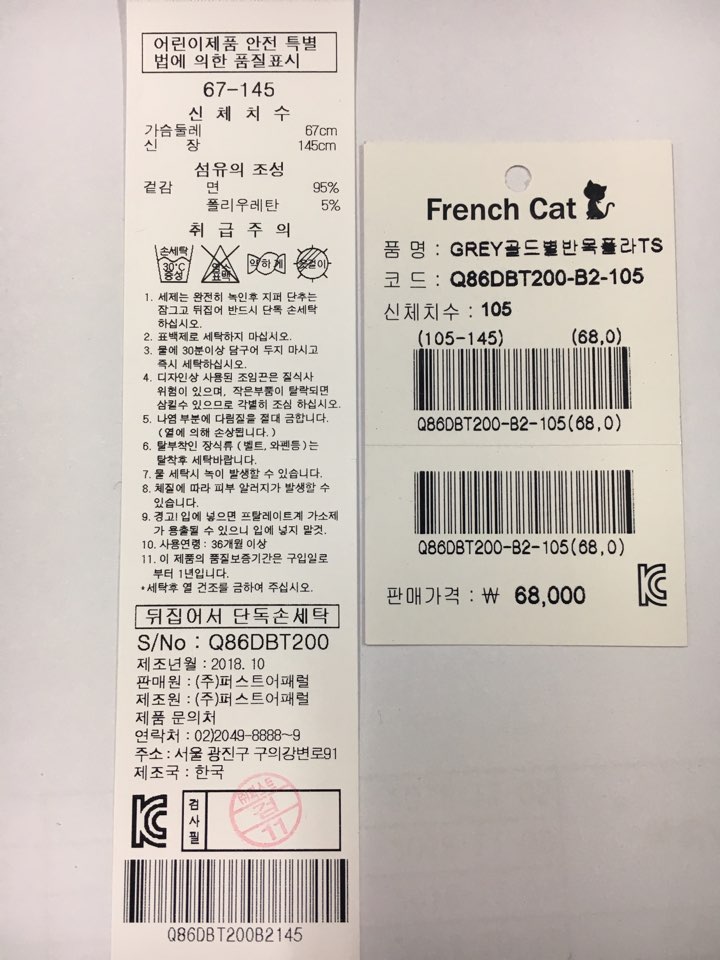 어린이제품 안전 특별
법에 의한 품질표시
67-145
신 체 치 수
가슴둘레 67cm
신 장 145cm
섬유의 조성
겉감 면 95%
폴리우레탄 5%
취 급 주 의
손세탁
30°C
중성
염소
표백
약하게
옷걸이
1. 세제는 완전히 녹인후 지퍼 단추는
잠그고 뒤집어 반드시 단독 손세탁
하십시오.
2. 표백제로 세탁하지 마십시오.
3. 물에 30분이상 담구어 두지 마시고
즉시 세탁하십시오.
4. 디자인상 사용된 조임끈은 질식사
위험이 있으며, 작은부품이 탈락되면
삼킬수 있으므로 각별히 조심 하십시오.
5. 나염 부분에 다림질을 절대 금합니다.
(열에 의해 손상됩니다.)
6. 탈부착인 장식류 (벨트, 와펜등)는
탈착후 세탁바랍니다.
7. 물 세탁시 녹이 발생할 수 있습니다.
8. 체질에 따라 피부 알러지가 발생할 수
있습니다.
9. 경고! 입에 넣으면 프탈레이트계 가소제
가 용출될 수 있으니 입에 넣지 말것.
10. 사용연령 : 36개월 이상
11. 이 제품의 품질보증기간은 구입일로
부터 1년입니다.
*세탁후 열 건조를 금하여 주십시오.
뒤집어서 단독손세탁
S/No : Q86DBT200
제조년월 : 2018. 10
판매원 : (주)퍼스트어패럴
제조원 : (주)퍼스트어패럴
제품 문의처
연락처 : 02)2049-8888~9
주소 : 서울 광진구 구의강변로91
제조국 : 한국
검사필
검
11
Q86DBT200B2145
French Cat
품 명 : GREY골드별반목플라TS
코 드 : Q86DBT200-B2-105
신체치수 : 105
(105-145) (68,0)
Q86DBT200-B2-105(68,0)
Q86DBT200-B2-105(68,0)
판매가격 : ₩ 68,000